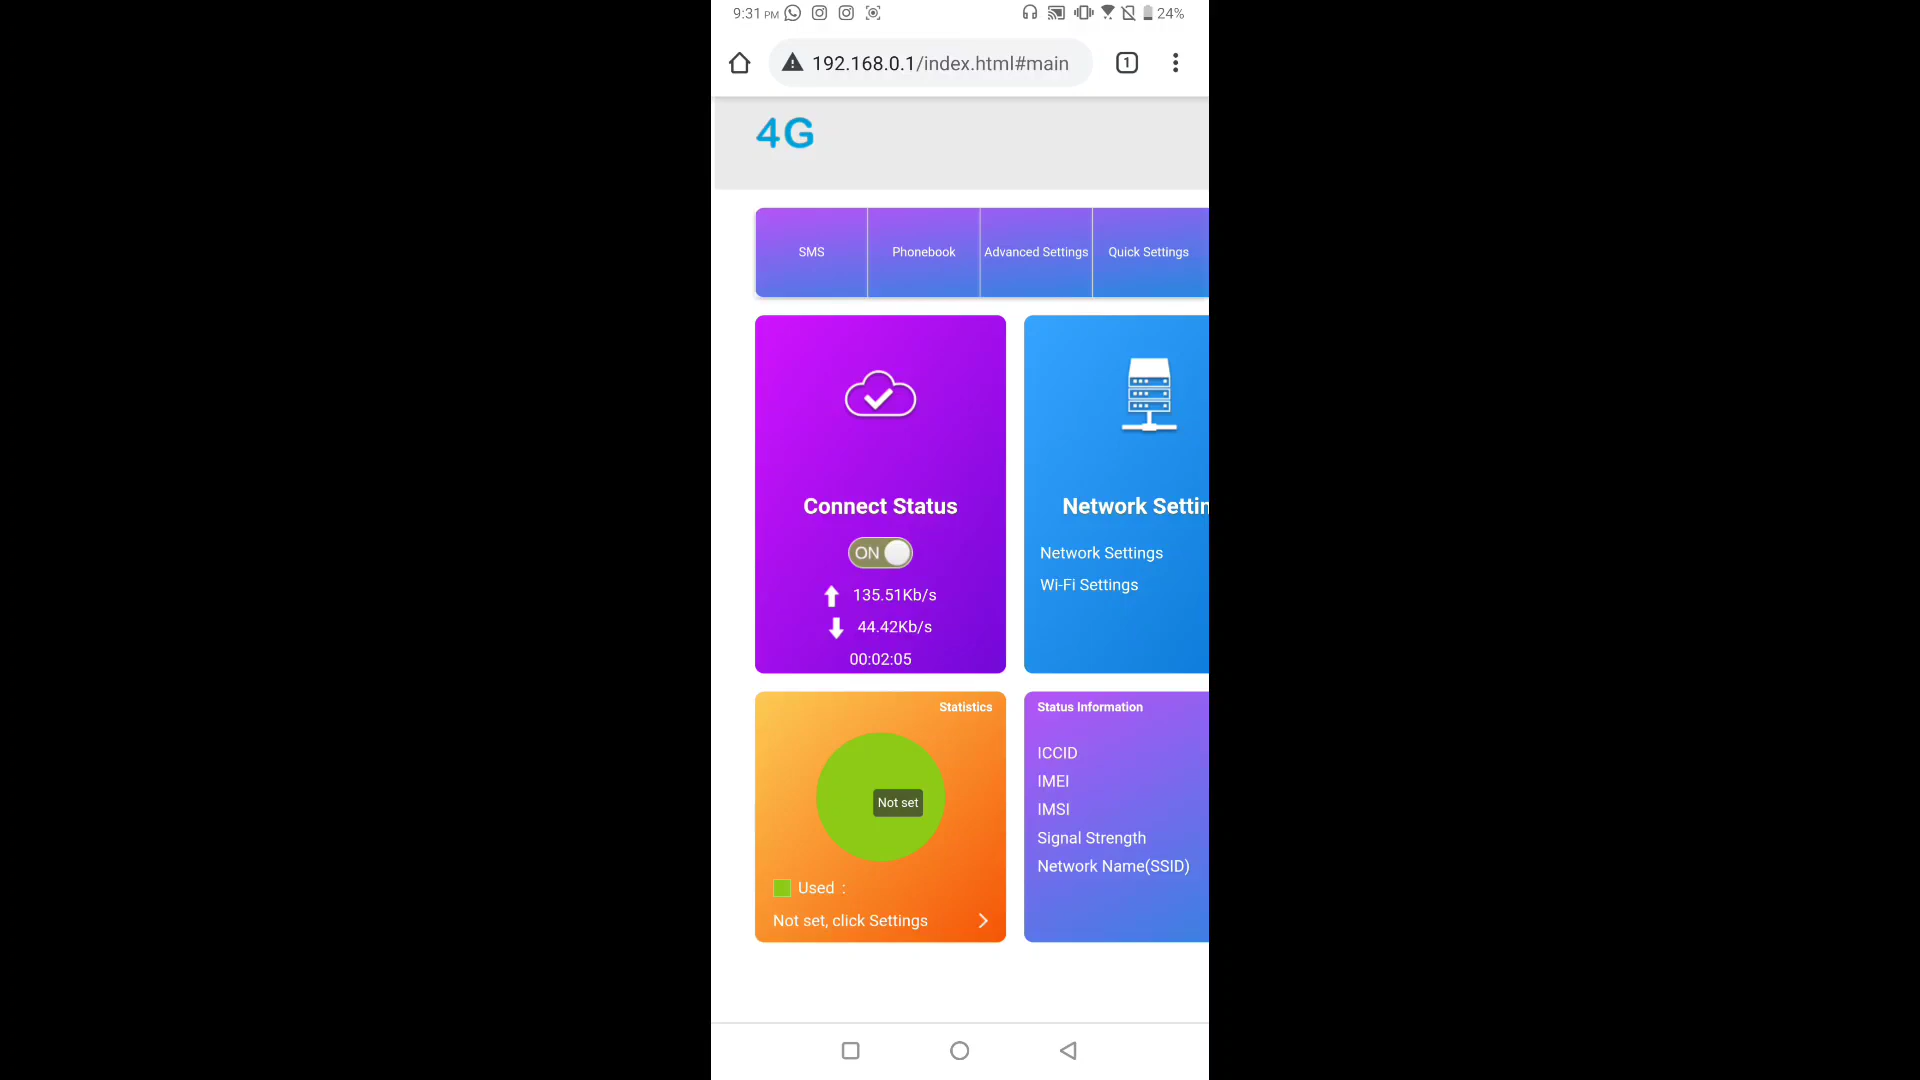 9:31 PM 24%
192.168.0.1/index.html#main 1
4G
SMS Phonebook Advanced Settings Quick Settings
Connect Status
ON
135.51Kb/s
44.42Kb/s
00:02:05
Network Settin
Network Settings
Wi-Fi Settings
Statistics
Not set
Used :
Not set, click Settings
Status Information
ICCID
IMEI
IMSI
Signal Strength
Network Name(SSID)